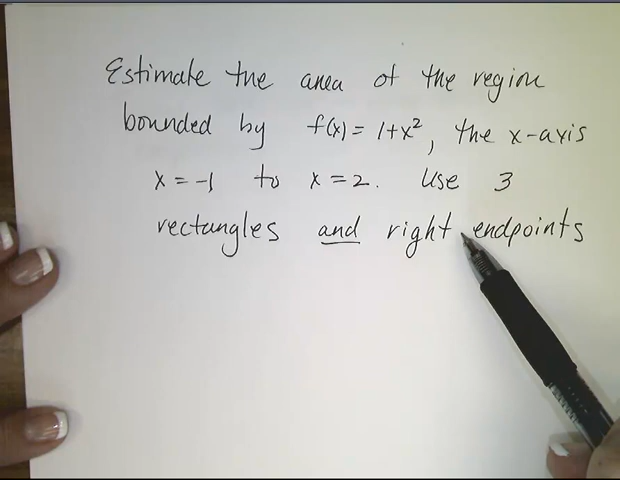 Estimate the area of the region
bounded by f(x) = 1+x², the x-axis
x = -1 to x = 2. Use 3
rectangles and right endpoints